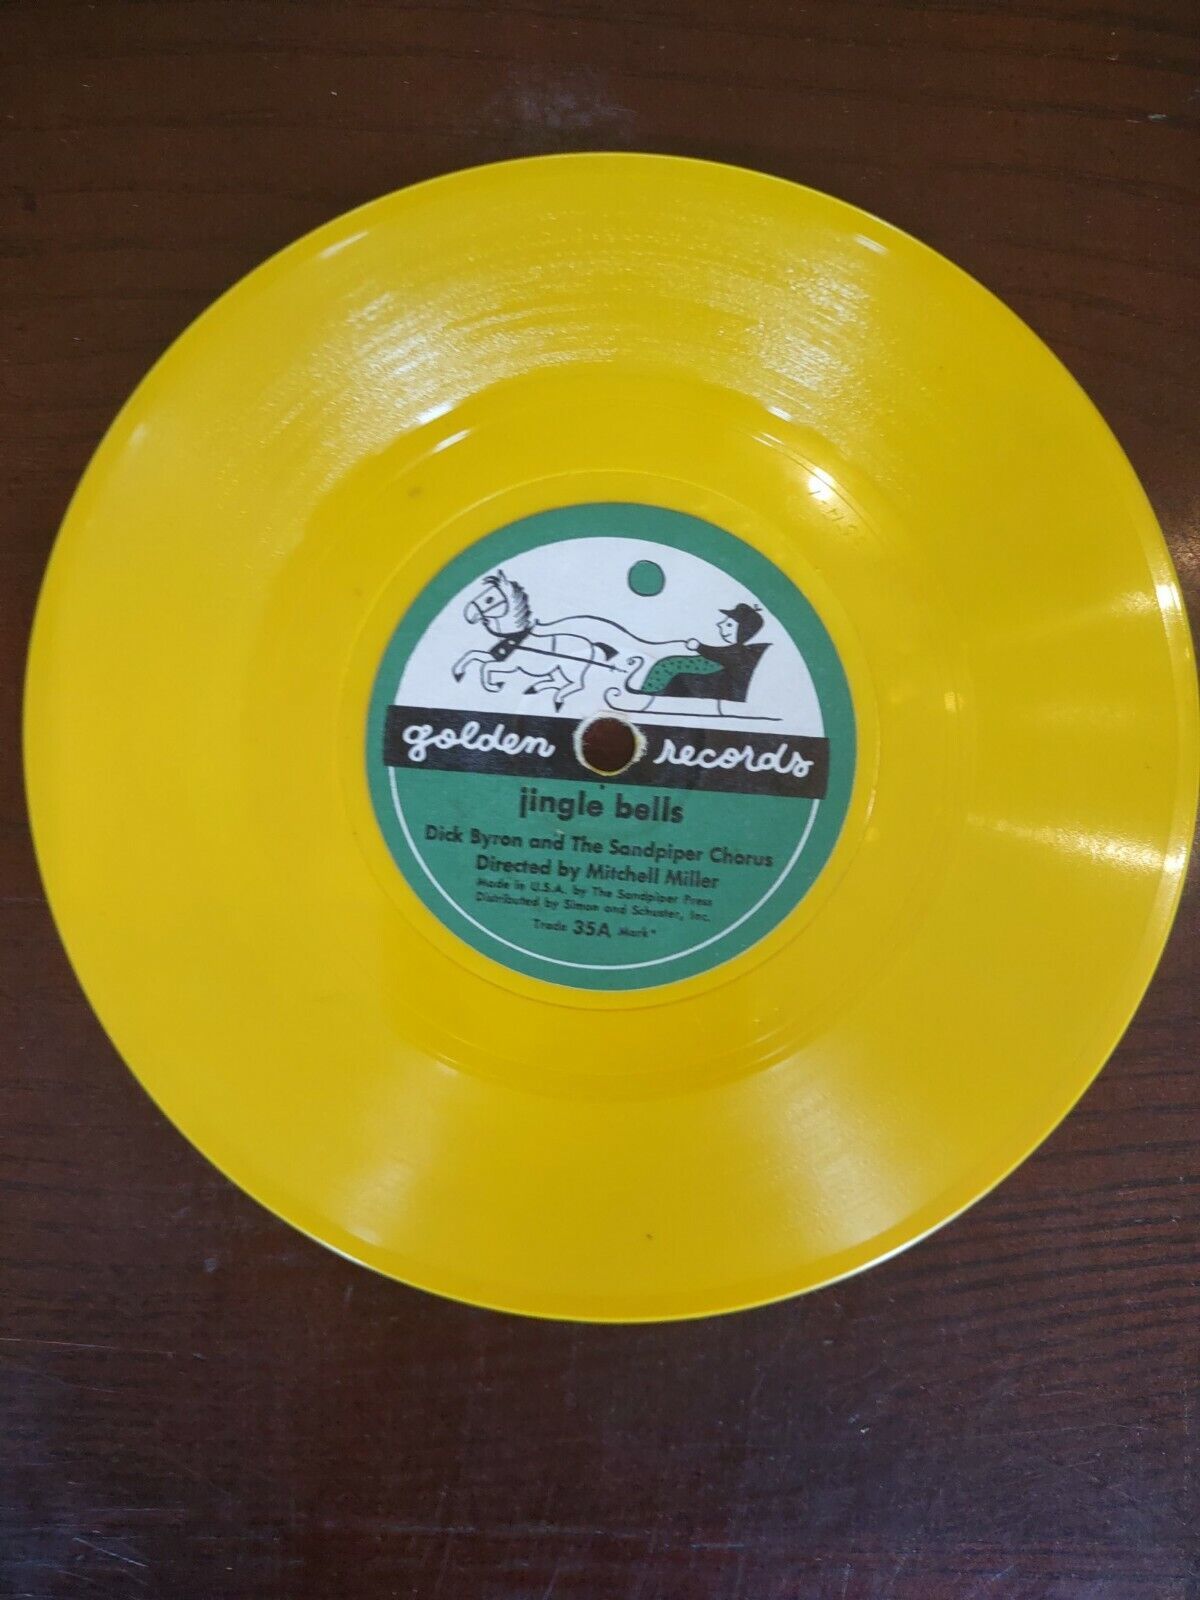 golden records
jingle bells
Dick Byron and The Sandpiper Chorus
Directed by Mitchell Miller
Made in U.S.A. by The Sandpiper Press
Distributed by Simon and Schuster, Inc.
Trade 35A Mark*